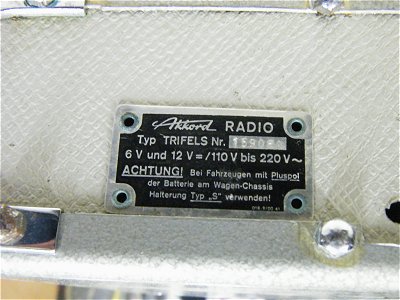 Akkord RADIO
Typ TRIFELS Nr.
6 V und 12 V = /110 V bis 220 V ~
ACHTUNG! Bei Fahrzeugen mit Pluspol
der Batterie am Wagen-Chassis
Halterung Typ „S" verwenden!